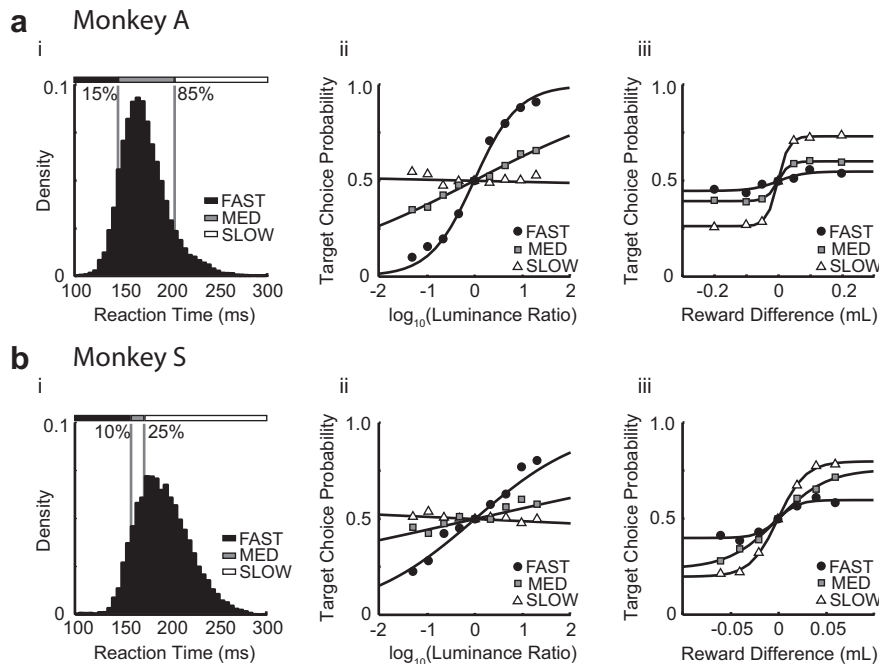 a Monkey A
i
0.1
15%
85%
Density
FAST
MED
SLOW
0
100 150 200 250 300
Reaction Time (ms)
ii
Target Choice Probability
1.0
0.5
0
FAST
MED
SLOW
-2 -1 0 1 2
log10(Luminance Ratio)
iii
Target Choice Probability
1.0
0.5
0
FAST
MED
SLOW
-0.2 0 0.2
Reward Difference (mL)
b Monkey S
i
0.1
10%
25%
Density
FAST
MED
SLOW
0
100 150 200 250 300
Reaction Time (ms)
ii
Target Choice Probability
1.0
0.5
0
FAST
MED
SLOW
-2 -1 0 1 2
log10(Luminance Ratio)
iii
Target Choice Probability
1.0
0.5
0
FAST
MED
SLOW
-0.05 0 0.05
Reward Difference (mL)